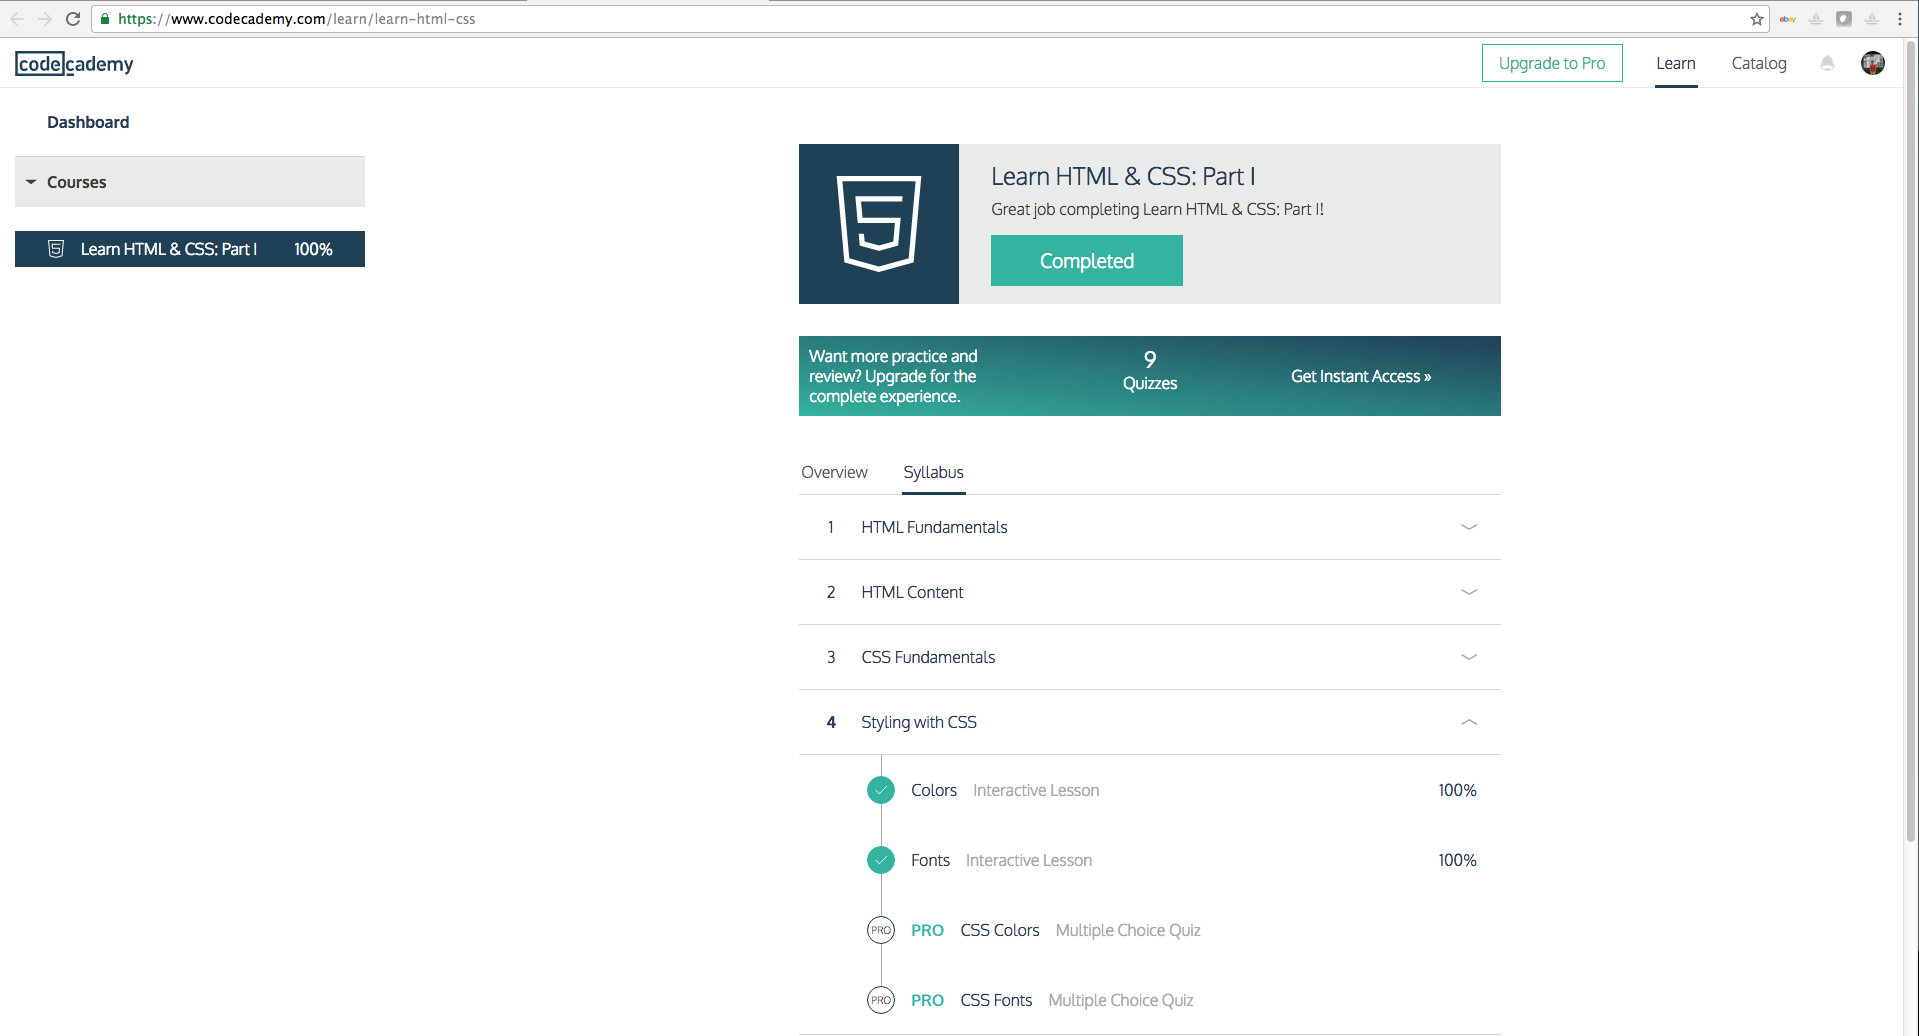 https://www.codecademy.com/learn/learn-html-css
ebay
codecademy
Upgrade to Pro
Learn
Catalog
Dashboard
Courses
Learn HTML & CSS: Part I 100%
Learn HTML & CSS: Part I
Great job completing Learn HTML & CSS: Part I!
Completed
Want more practice and
review? Upgrade for the
complete experience.
9
Quizzes
Get Instant Access »
Overview
Syllabus
1 HTML Fundamentals
2 HTML Content
3 CSS Fundamentals
4 Styling with CSS
Colors Interactive Lesson 100%
Fonts Interactive Lesson 100%
PRO PRO CSS Colors Multiple Choice Quiz
PRO PRO CSS Fonts Multiple Choice Quiz